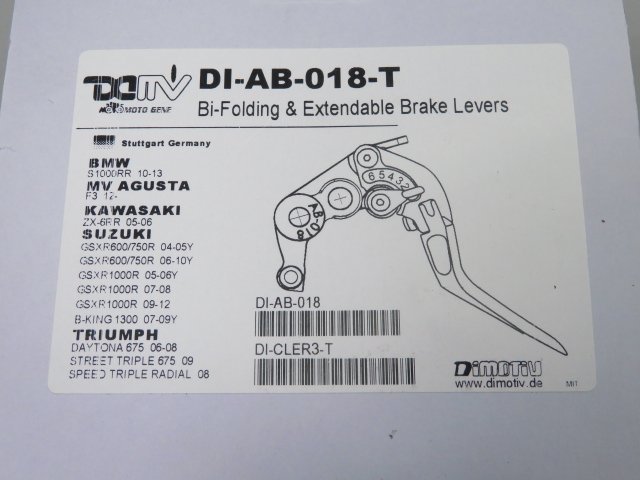 DI-AB-018-T
Bi-Folding & Extendable Brake Levers
MOTO GENE
Stuttgart Germany
BMW
S1000RR 10-13
MV AGUSTA
F3 12-
KAWASAKI
ZX-6RR 05-06
SUZUKI
GSXR600/750R 04-05Y
GSXR600/750R 06-10Y
GSXR1000R 05-06Y
GSXR1000R 07-08
GSXR1000R 09-12
B-KING 1300 07-09Y
TRIUMPH
DAYTONA 675 06-08
STREET TRIPLE 675 09
SPEED TRIPLE RADIAL 08
6 5 4 3 2
AB-018
DI-AB-018
DI-CLER3-T
DIMOTIV
www.dimotiv.de
MIT